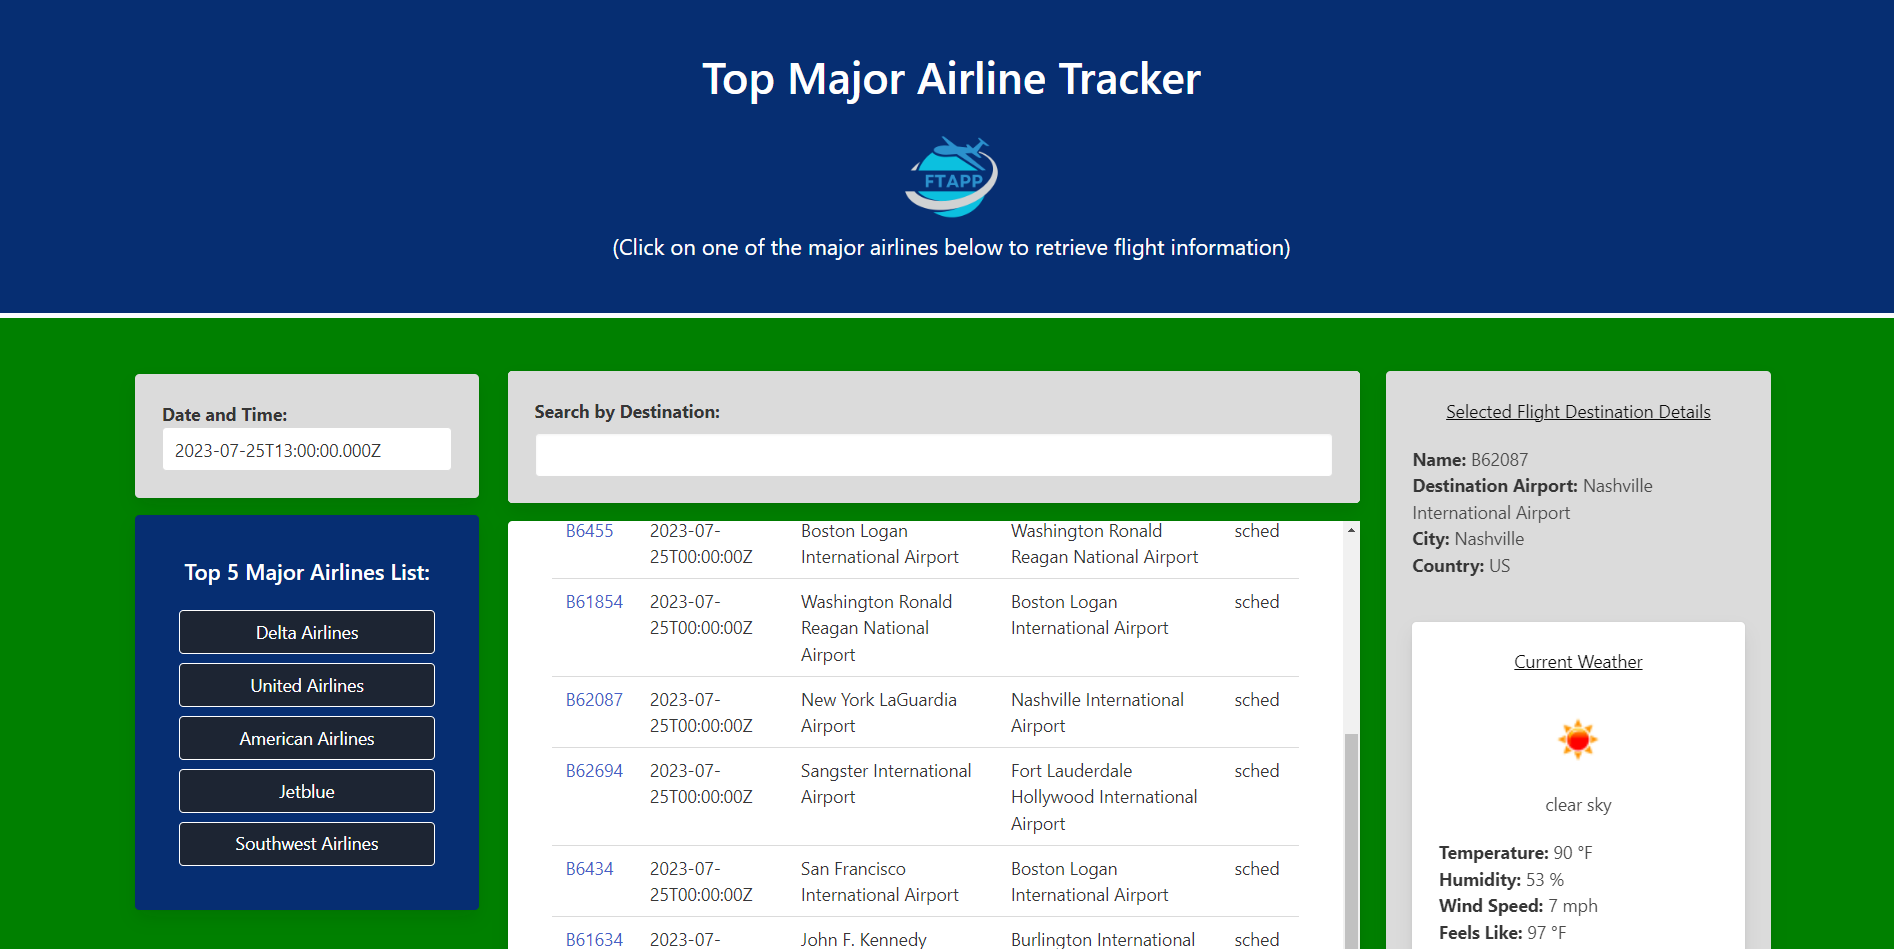 Top Major Airline Tracker
FTAPP
(Click on one of the major airlines below to retrieve flight information)
Date and Time:
2023-07-25T13:00:00.000Z
Top 5 Major Airlines List:
Delta Airlines
United Airlines
American Airlines
Jetblue
Southwest Airlines
Search by Destination:
B6455 2023-07- Boston Logan Washington Ronald sched
25T00:00:00Z International Airport Reagan National Airport
B61854 2023-07- Washington Ronald Boston Logan sched
25T00:00:00Z Reagan National International Airport
Airport
B62087 2023-07- New York LaGuardia Nashville International sched
25T00:00:00Z Airport Airport
B62694 2023-07- Sangster International Fort Lauderdale sched
25T00:00:00Z Airport Hollywood International
Airport
B6434 2023-07- San Francisco Boston Logan sched
25T00:00:00Z International Airport International Airport
B61634 2023-07- John F. Kennedy Burlington International sched
Selected Flight Destination Details
Name: B62087
Destination Airport: Nashville
International Airport
City: Nashville
Country: US
Current Weather
clear sky
Temperature: 90 °F
Humidity: 53 %
Wind Speed: 7 mph
Feels Like: 97 °F